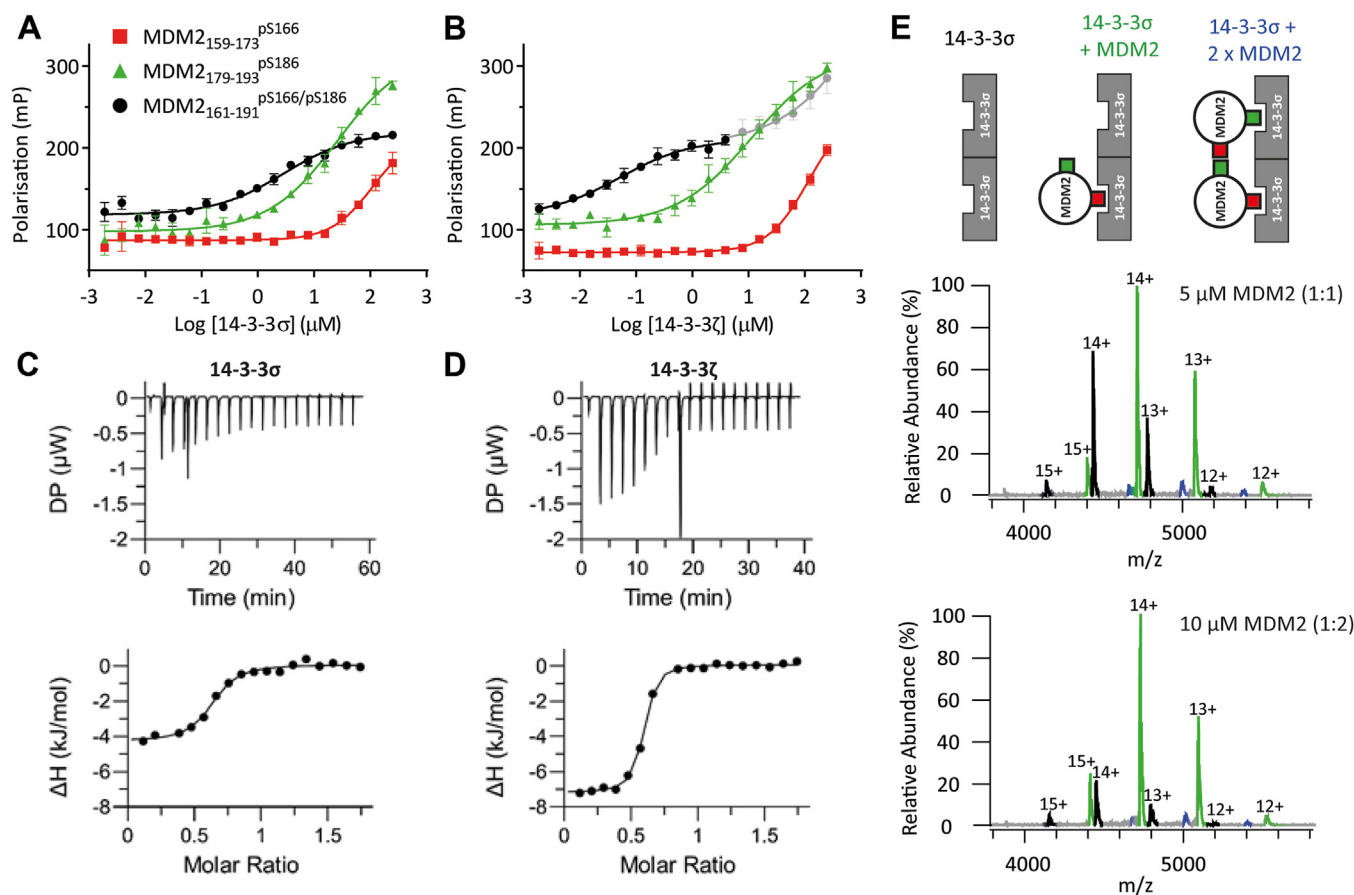 A
MDM2159-173 pS166
MDM2179-193 pS186
MDM2161-191 pS166/pS186
Polarisation (mP)
300
200
100
-3 -2 -1 0 1 2 3
Log [14-3-3σ] (μM)
B
Polarisation (mP)
300
200
100
-3 -2 -1 0 1 2 3
Log [14-3-3ζ] (μM)
C
14-3-3σ
DP (μW)
0
-0.5
-1
-1.5
-2
0 20 40 60
Time (min)
ΔH (kJ/mol)
0
-2
-4
-6
-8
0 0.5 1 1.5
Molar Ratio
D
14-3-3ζ
DP (μW)
0
-0.5
-1
-1.5
-2
0 10 20 30 40
Time (min)
ΔH (kJ/mol)
0
-2
-4
-6
-8
0 0.5 1 1.5
Molar Ratio
E
14-3-3σ
14-3-3σ
+ MDM2
14-3-3σ +
2 x MDM2
14-3-3σ
14-3-3σ
14-3-3σ
14-3-3σ
MDM2
14-3-3σ
14-3-3σ
MDM2
MDM2
5 μM MDM2 (1:1)
Relative Abundance (%)
100
80
60
40
20
0
15+
15+
14+
14+
13+
13+
12+
12+
4000 5000
m/z
10 μM MDM2 (1:2)
Relative Abundance (%)
100
80
60
40
20
0
15+
15+
14+
14+
13+
13+
12+
12+
4000 5000
m/z